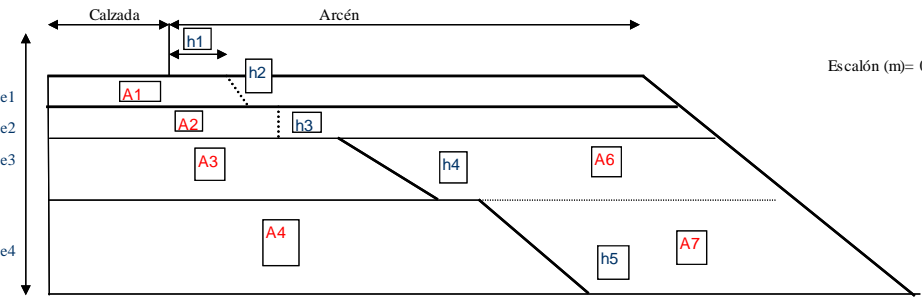 Calzada
Arcén
h1
h2
Escalón (m)=
e1
A1
e2
A2
h3
e3
A3
h4
A6
e4
A4
h5
A7